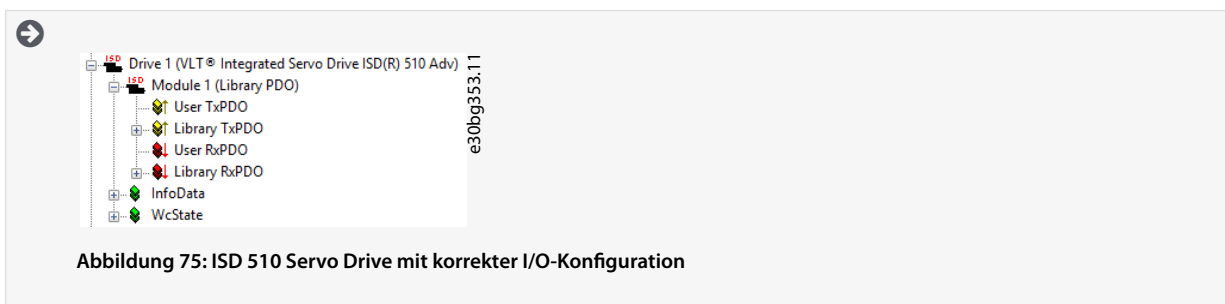 Drive 1 (VLT® Integrated Servo Drive ISD(R) 510 Adv)
Module 1 (Library PDO)
User TxPDO
Library TxPDO
User RxPDO
Library RxPDO
InfoData
WcState
e30bg353.11
Abbildung 75: ISD 510 Servo Drive mit korrekter I/O-Konfiguration